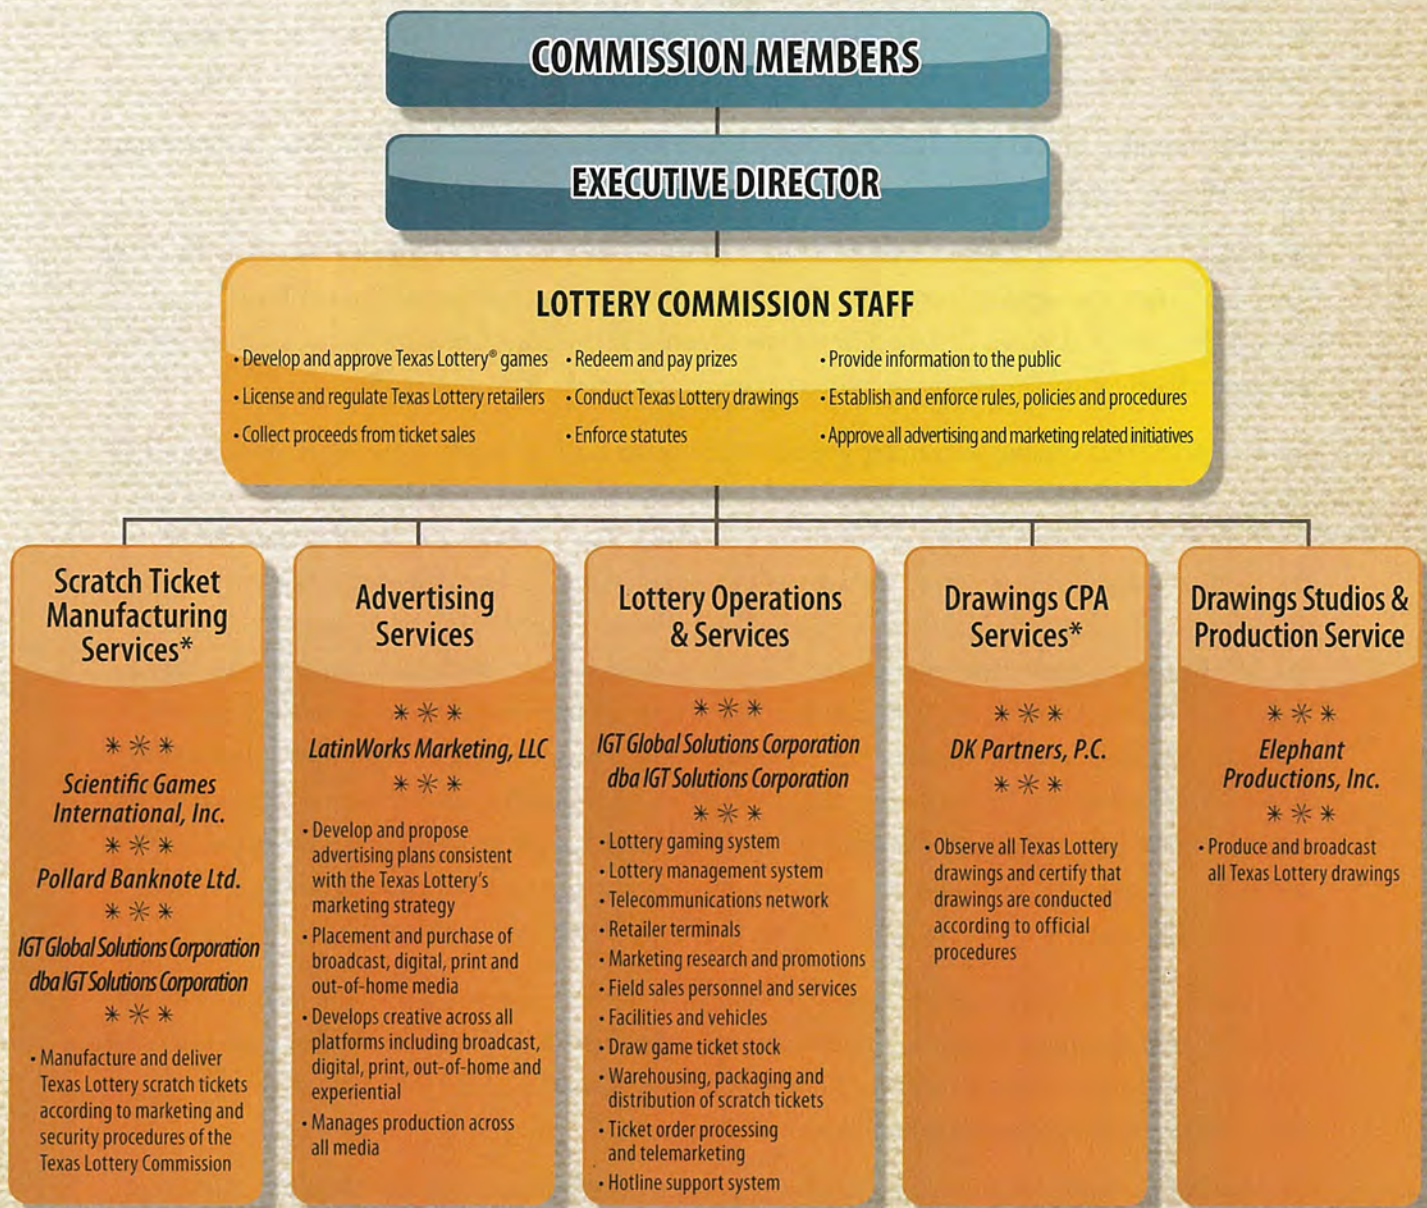 COMMISSION MEMBERS
EXECUTIVE DIRECTOR
LOTTERY COMMISSION STAFF
• Develop and approve Texas Lottery® games
• License and regulate Texas Lottery retailers
• Collect proceeds from ticket sales
• Redeem and pay prizes
• Conduct Texas Lottery drawings
• Enforce statutes
• Provide information to the public
• Establish and enforce rules, policies and procedures
• Approve all advertising and marketing related initiatives
Scratch Ticket
Manufacturing
Services*
Scientific Games
International, Inc.
Pollard Banknote Ltd.
IGT Global Solutions Corporation
dba IGT Solutions Corporation
• Manufacture and deliver
Texas Lottery scratch tickets
according to marketing and
security procedures of the
Texas Lottery Commission
Advertising
Services
LatinWorks Marketing, LLC
• Develop and propose
advertising plans consistent
with the Texas Lottery's
marketing strategy
• Placement and purchase of
broadcast, digital, print and
out-of-home media
• Develops creative across all
platforms including broadcast,
digital, print, out-of-home and
experiential
• Manages production across
all media
Lottery Operations
& Services
IGT Global Solutions Corporation
dba IGT Solutions Corporation
• Lottery gaming system
• Lottery management system
• Telecommunications network
• Retailer terminals
• Marketing research and promotions
• Field sales personnel and services
• Facilities and vehicles
• Draw game ticket stock
• Warehousing, packaging and
distribution of scratch tickets
• Ticket order processing
and telemarketing
• Hotline support system
Drawings CPA
Services*
DK Partners, P.C.
• Observe all Texas Lottery
drawings and certify that
drawings are conducted
according to official
procedures
Drawings Studios &
Production Service
Elephant
Productions, Inc.
• Produce and broadcast
all Texas Lottery drawings